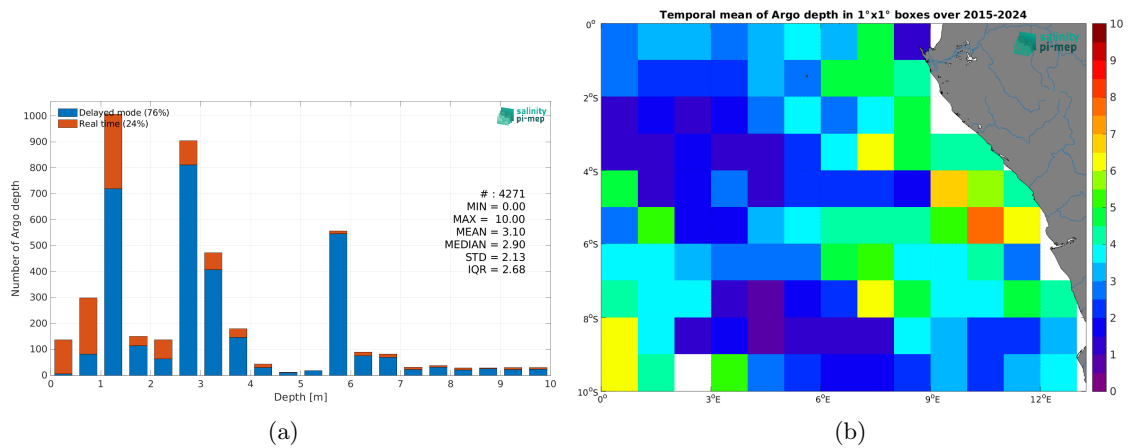 Delayed mode (76%)
Real time (24%)
salinity
pi-mep
Number of Argo depth
1000
900
800
700
600
500
400
300
200
100
0
# : 4271
MIN = 0.00
MAX = 10.00
MEAN = 3.10
MEDIAN = 2.90
STD = 2.13
IQR = 2.68
0 1 2 3 4 5 6 7 8 9 10
Depth [m]
(a)
Temporal mean of Argo depth in 1°x1° boxes over 2015-2024
salinity
pi-mep
0°
2°S
4°S
6°S
8°S
10°S
0° 3°E 6°E 9°E 12°E
10
9
8
7
6
5
4
3
2
1
0
(b)